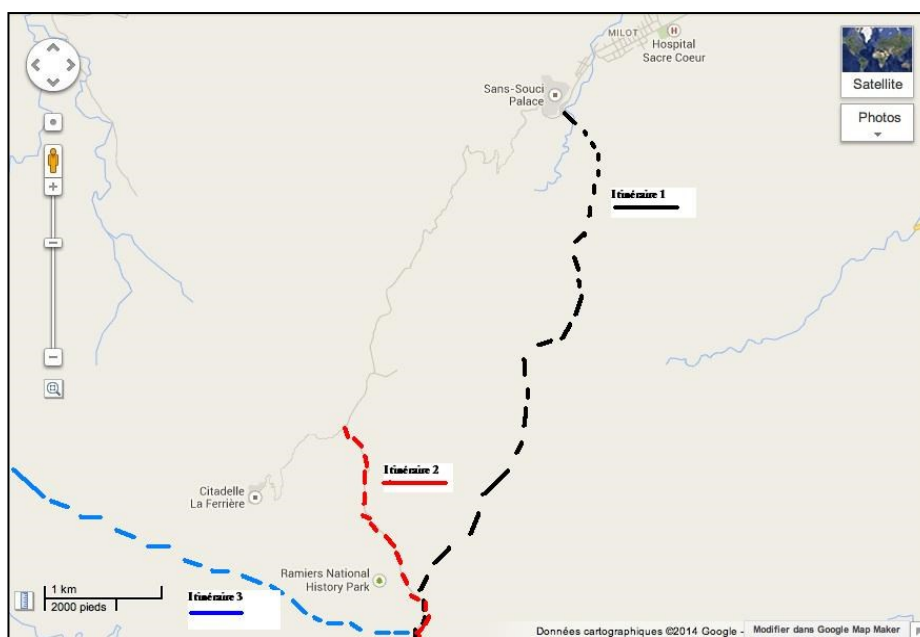 MILOT
Hospital
Sacre Coeur
Satellite
Sans-Souci
Palace
Photos
Itinéraire 1
Itinéraire 2
Citadelle
La Ferrière
Ramiers National
History Park
1 km
2000 pieds
Itinéraire 3
Données cartographiques ©2014 Google - Modifier dans Google Map Maker